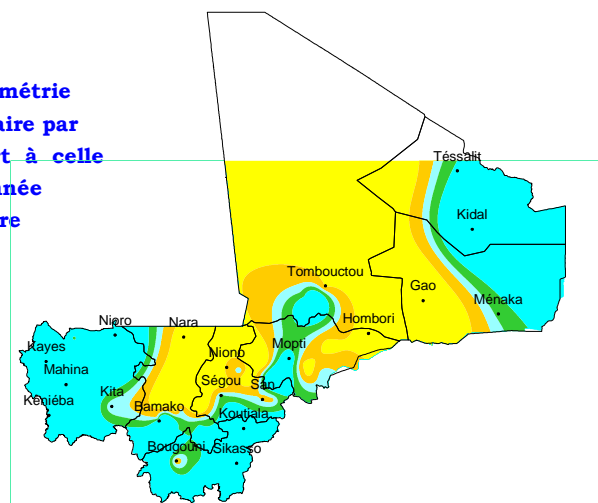 métrie
aire par
t à celle
née
re
Téssalit
Kidal
Tombouctou
Gao
Ménaka
Hombori
Nioro
Nara
Mopti
Niono
Kayes
Mahina
Ségou
San
Kéniéba
Kita
Bamako
Koutiala
Bougouni
Sikasso